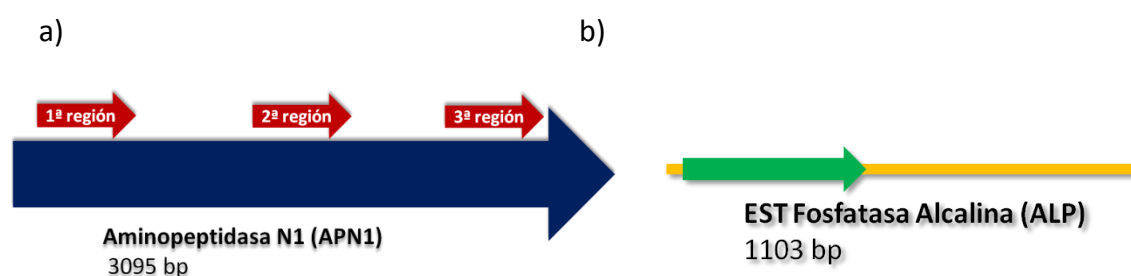 a)
1ª región
2ª región
3ª región
Aminopeptidasa N1 (APN1)
3095 bp
b)
EST Fosfatasa Alcalina (ALP)
1103 bp